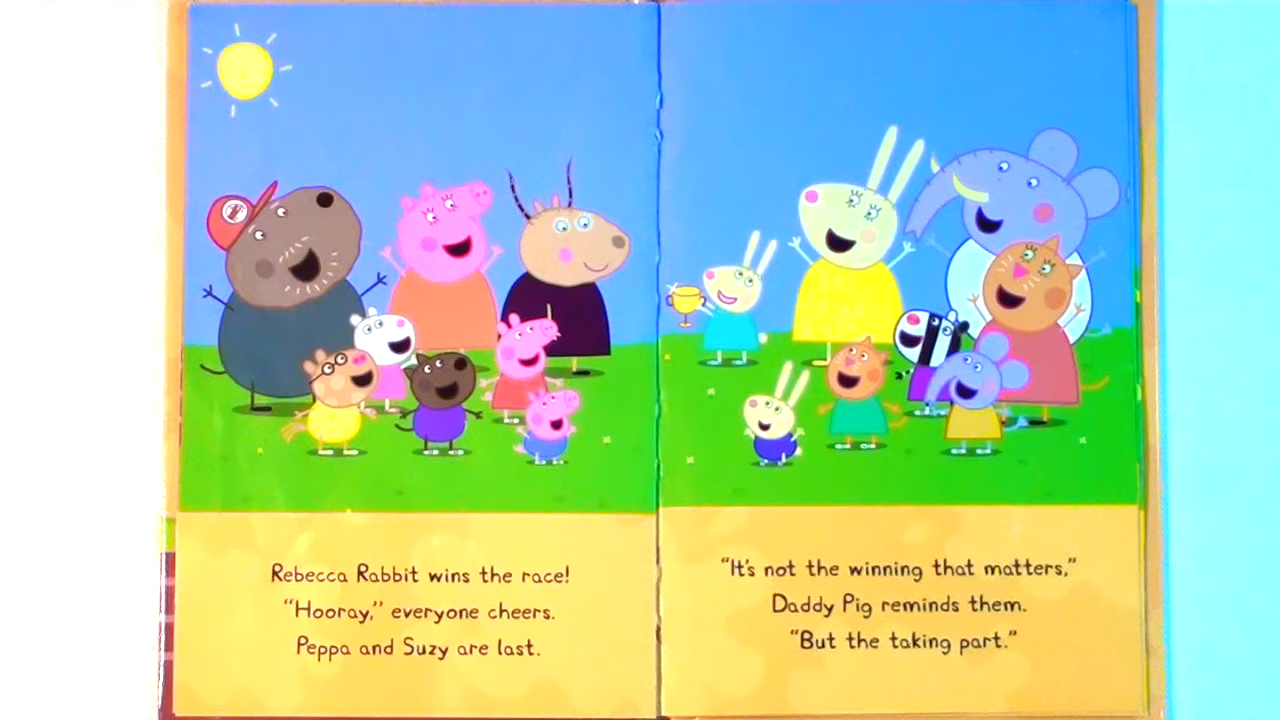 Rebecca Rabbit wins the race!
“Hooray,” everyone cheers.
Peppa and Suzy are last.
“It's not the winning that matters,”
Daddy Pig reminds them.
“But the taking part.”